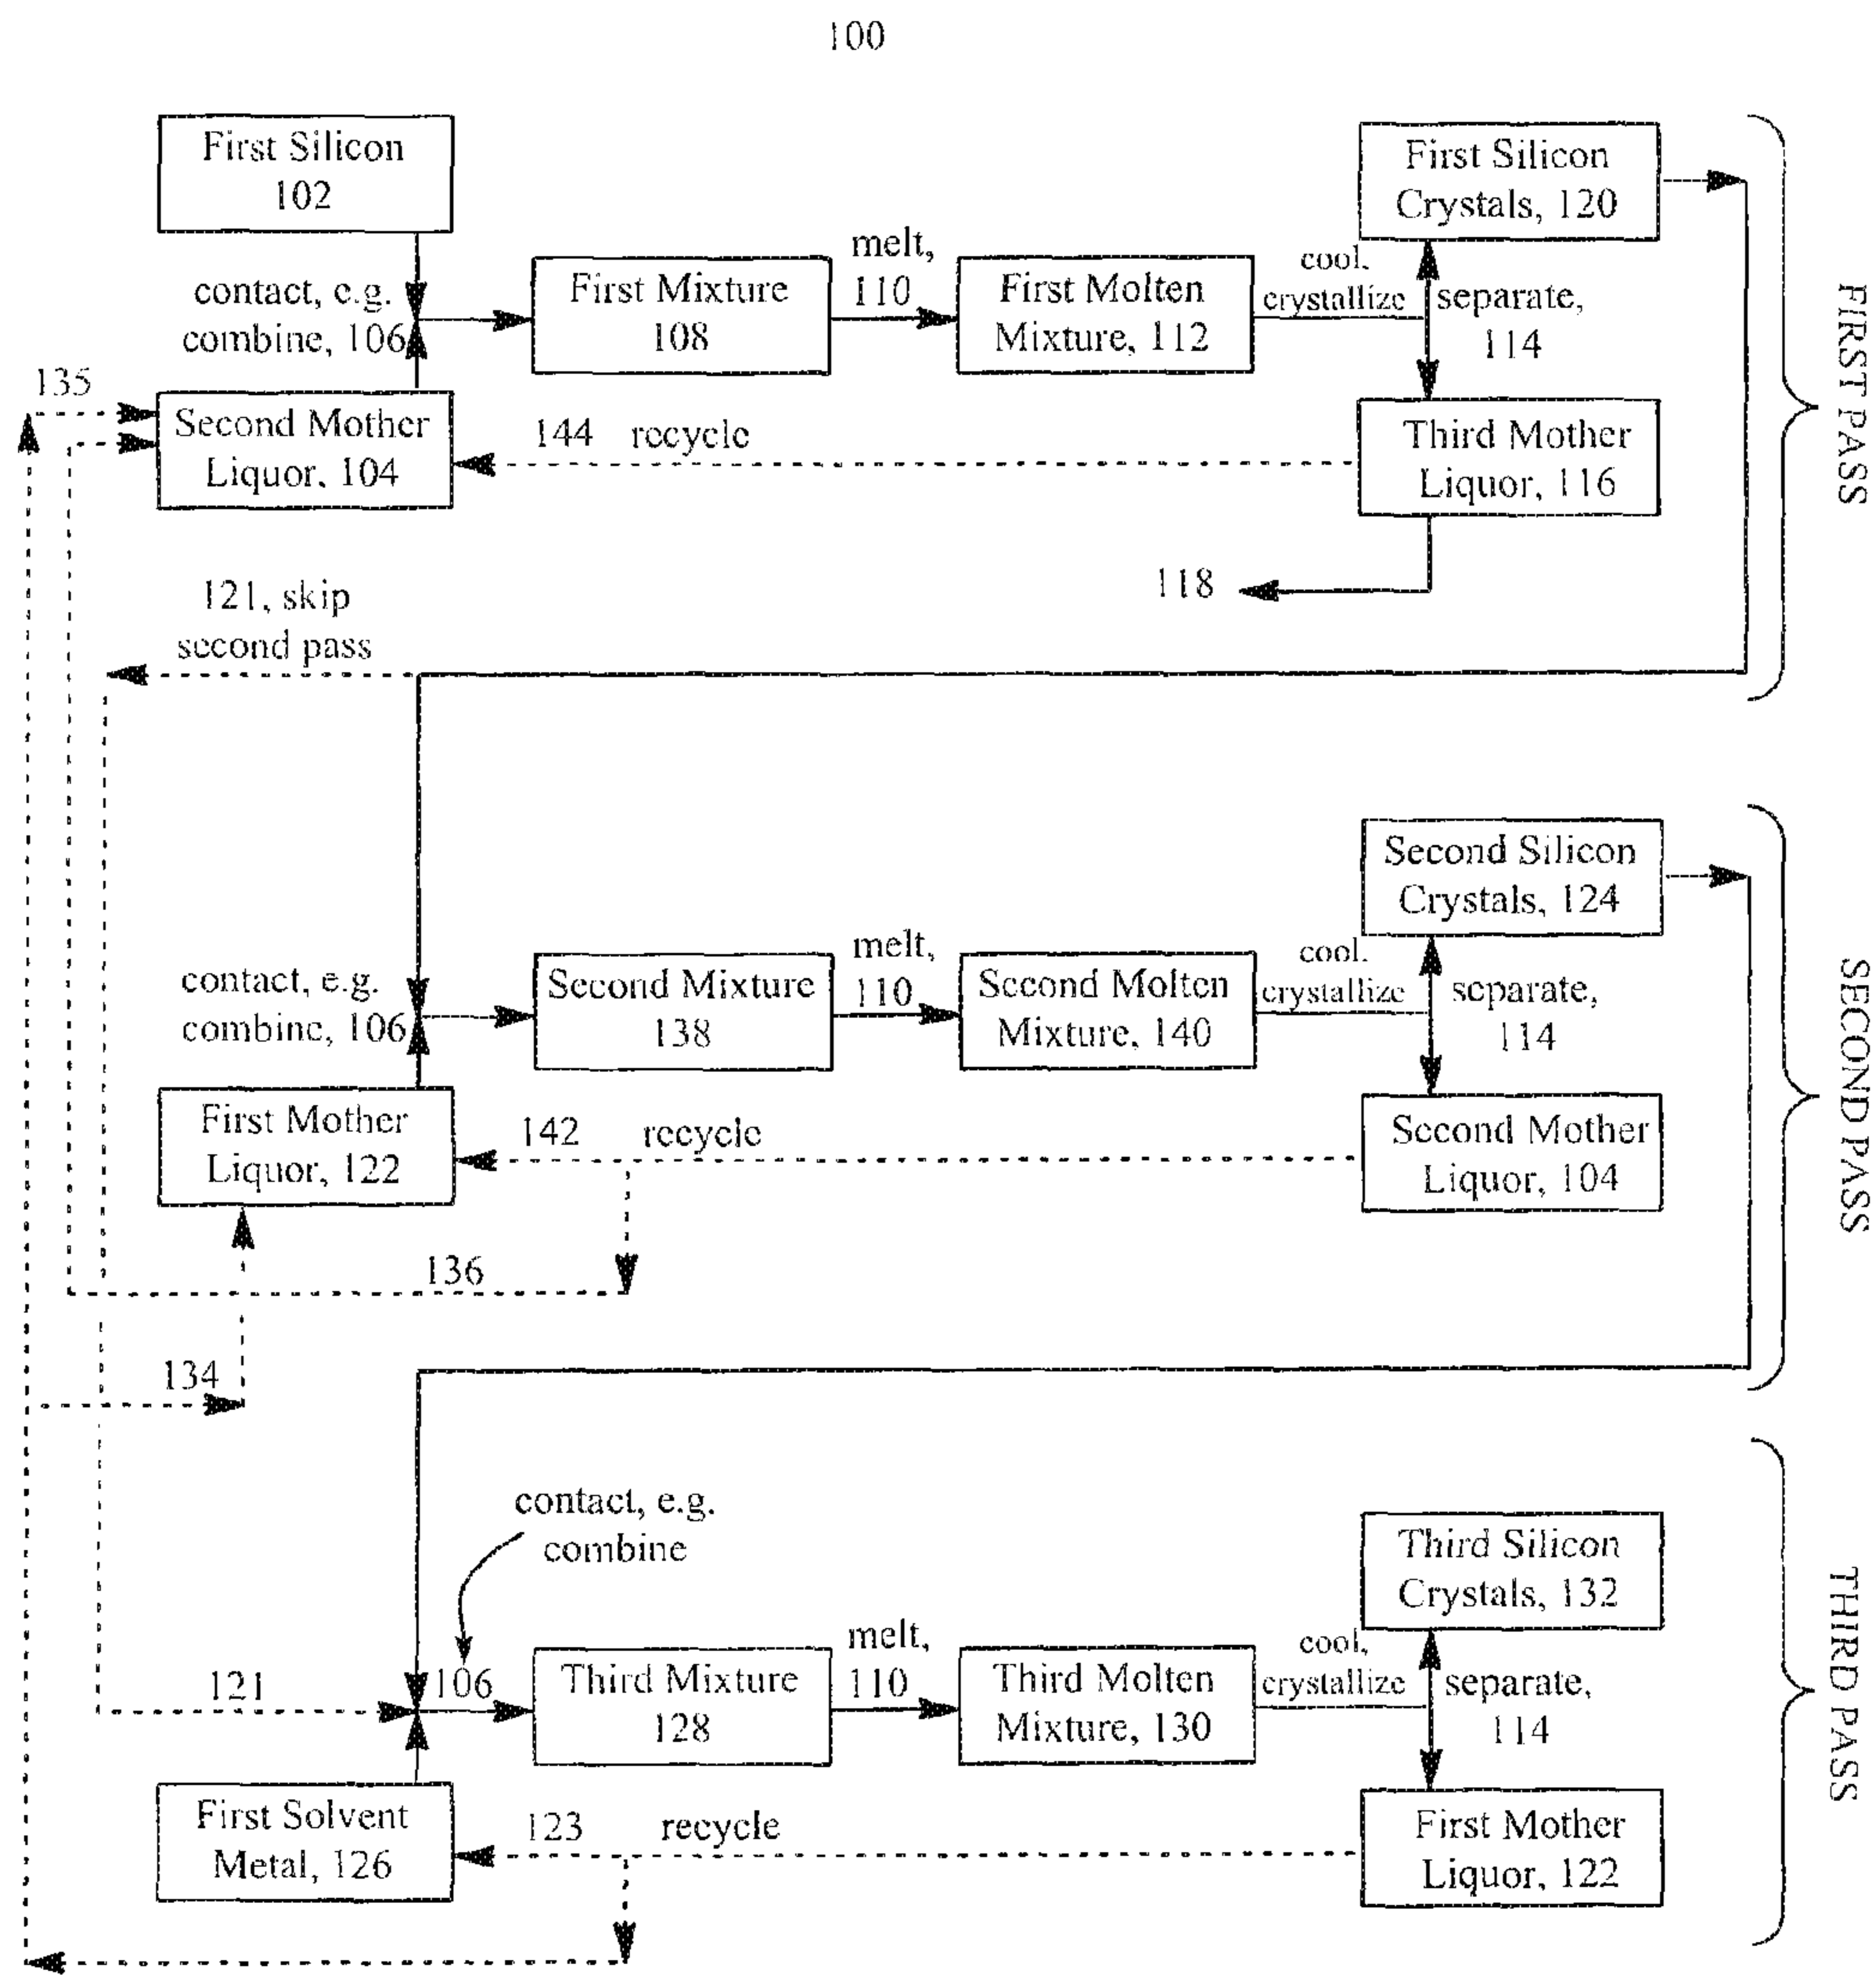 100
First Silicon
102
contact, e.g.
combine, 106
First Mixture
108
melt,
110
First Molten
Mixture, 112
cool,
crystallize
separate,
114
First Silicon
Crystals, 120
135
Second Mother
Liquor, 104
144 recycle
Third Mother
Liquor, 116
118
121, skip
second pass
FIRST PASS
contact, e.g.
combine, 106
Second Mixture
138
melt,
110
Second Molten
Mixture, 140
cool,
crystallize
separate,
114
Second Silicon
Crystals, 124
First Mother
Liquor, 122
142 recycle
Second Mother
Liquor, 104
136
134
SECOND PASS
contact, e.g.
combine
121
106
Third Mixture
128
melt,
110
Third Molten
Mixture, 130
cool,
crystallize
separate,
114
Third Silicon
Crystals, 132
First Solvent
Metal, 126
123 recycle
First Mother
Liquor, 122
THIRD PASS